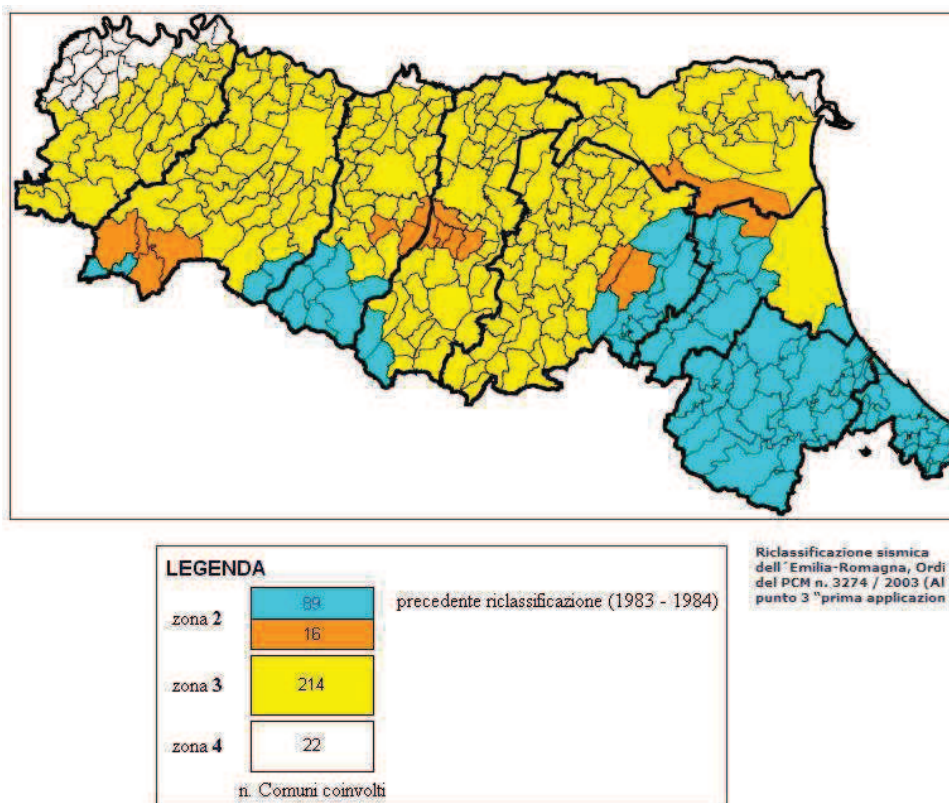 Riclassificazione sismica
dell´Emilia-Romagna, Ordi
del PCM n. 3274 / 2003 (Al
punto 3 "prima applicazion
LEGENDA
zona 2
89
precedente riclassificazione (1983 - 1984)
16
zona 3
214
zona 4
22
n. Comuni coinvolti